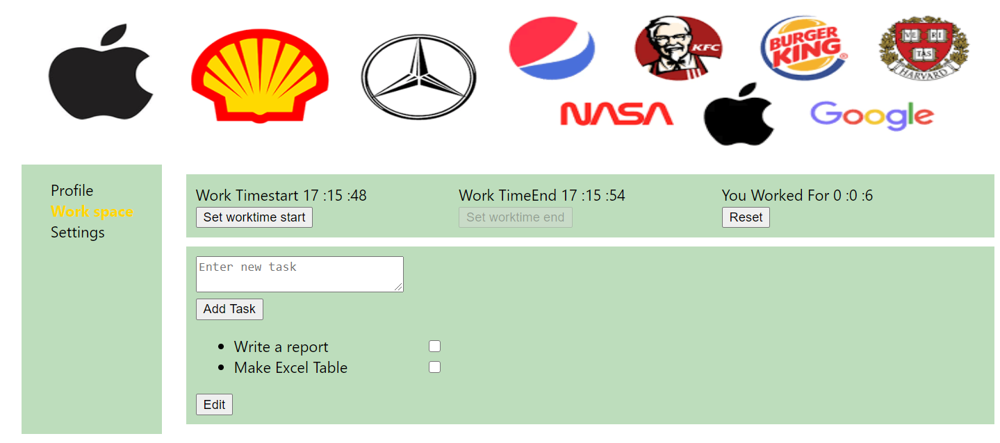 KFC
BURGER
KING
®
VE RI
TAS
HARVARD
NASA
Google
Profile
Work space
Settings
Work Timestart 17 :15 :48
Work TimeEnd 17 :15 :54
You Worked For 0 :0 :6
Set worktime start
Set worktime end
Reset
Enter new task
Add Task
• Write a report
• Make Excel Table
Edit